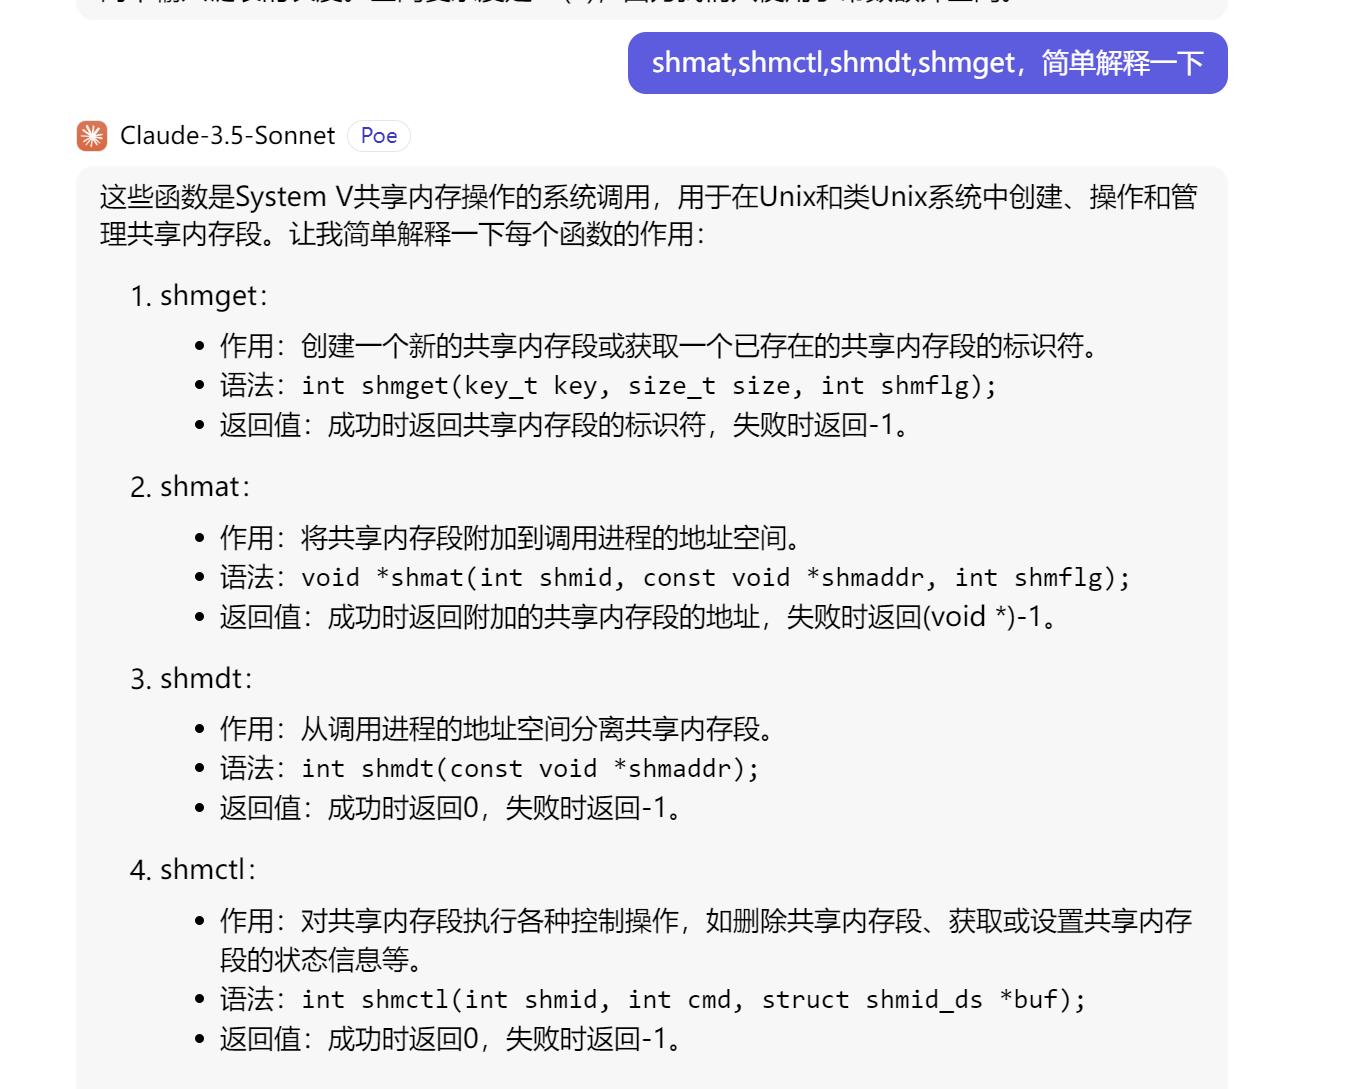 shmat,shmctl,shmdt,shmget，简单解释一下
Claude-3.5-Sonnet Poe
这些函数是System V共享内存操作的系统调用，用于在Unix和类Unix系统中创建、操作和管
理共享内存段。让我简单解释一下每个函数的作用：
1. shmget：
• 作用：创建一个新的共享内存段或获取一个已存在的共享内存段的标识符。
• 语法：int shmget(key_t key, size_t size, int shmflg);
• 返回值：成功时返回共享内存段的标识符，失败时返回-1。
2. shmat：
• 作用：将共享内存段附加到调用进程的地址空间。
• 语法：void *shmat(int shmid, const void *shmaddr, int shmflg);
• 返回值：成功时返回附加的共享内存段的地址，失败时返回(void *)-1。
3. shmdt：
• 作用：从调用进程的地址空间分离共享内存段。
• 语法：int shmdt(const void *shmaddr);
• 返回值：成功时返回0，失败时返回-1。
4. shmctl：
• 作用：对共享内存段执行各种控制操作，如删除共享内存段、获取或设置共享内存
段的状态信息等。
• 语法：int shmctl(int shmid, int cmd, struct shmid_ds *buf);
• 返回值：成功时返回0，失败时返回-1。